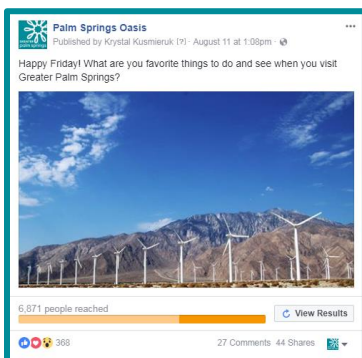 Palm Springs Oasis
Published by Krystal Kusmieruk [?] · August 11 at 1:08pm ·
Happy Friday! What are you favorite things to do and see when you visit
Greater Palm Springs?
6,871 people reached
View Results
368
27 Comments 44 Shares